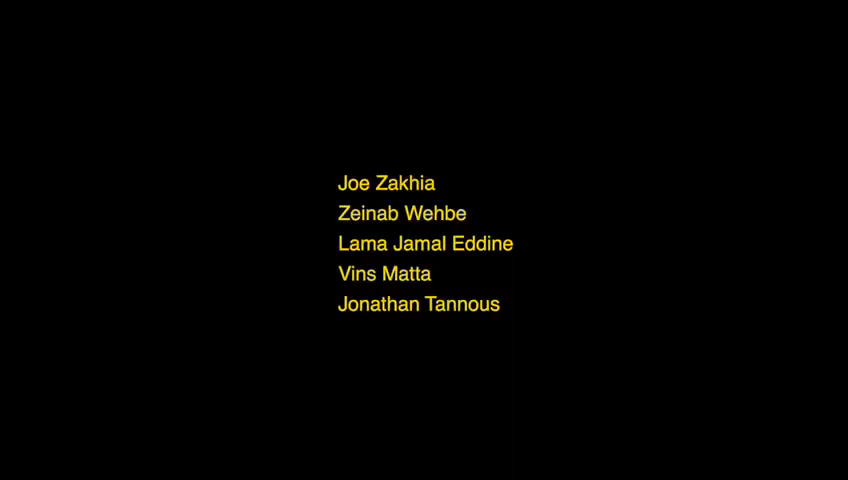 Joe Zakhia
Zeinab Wehbe
Lama Jamal Eddine
Vins Matta
Jonathan Tannous